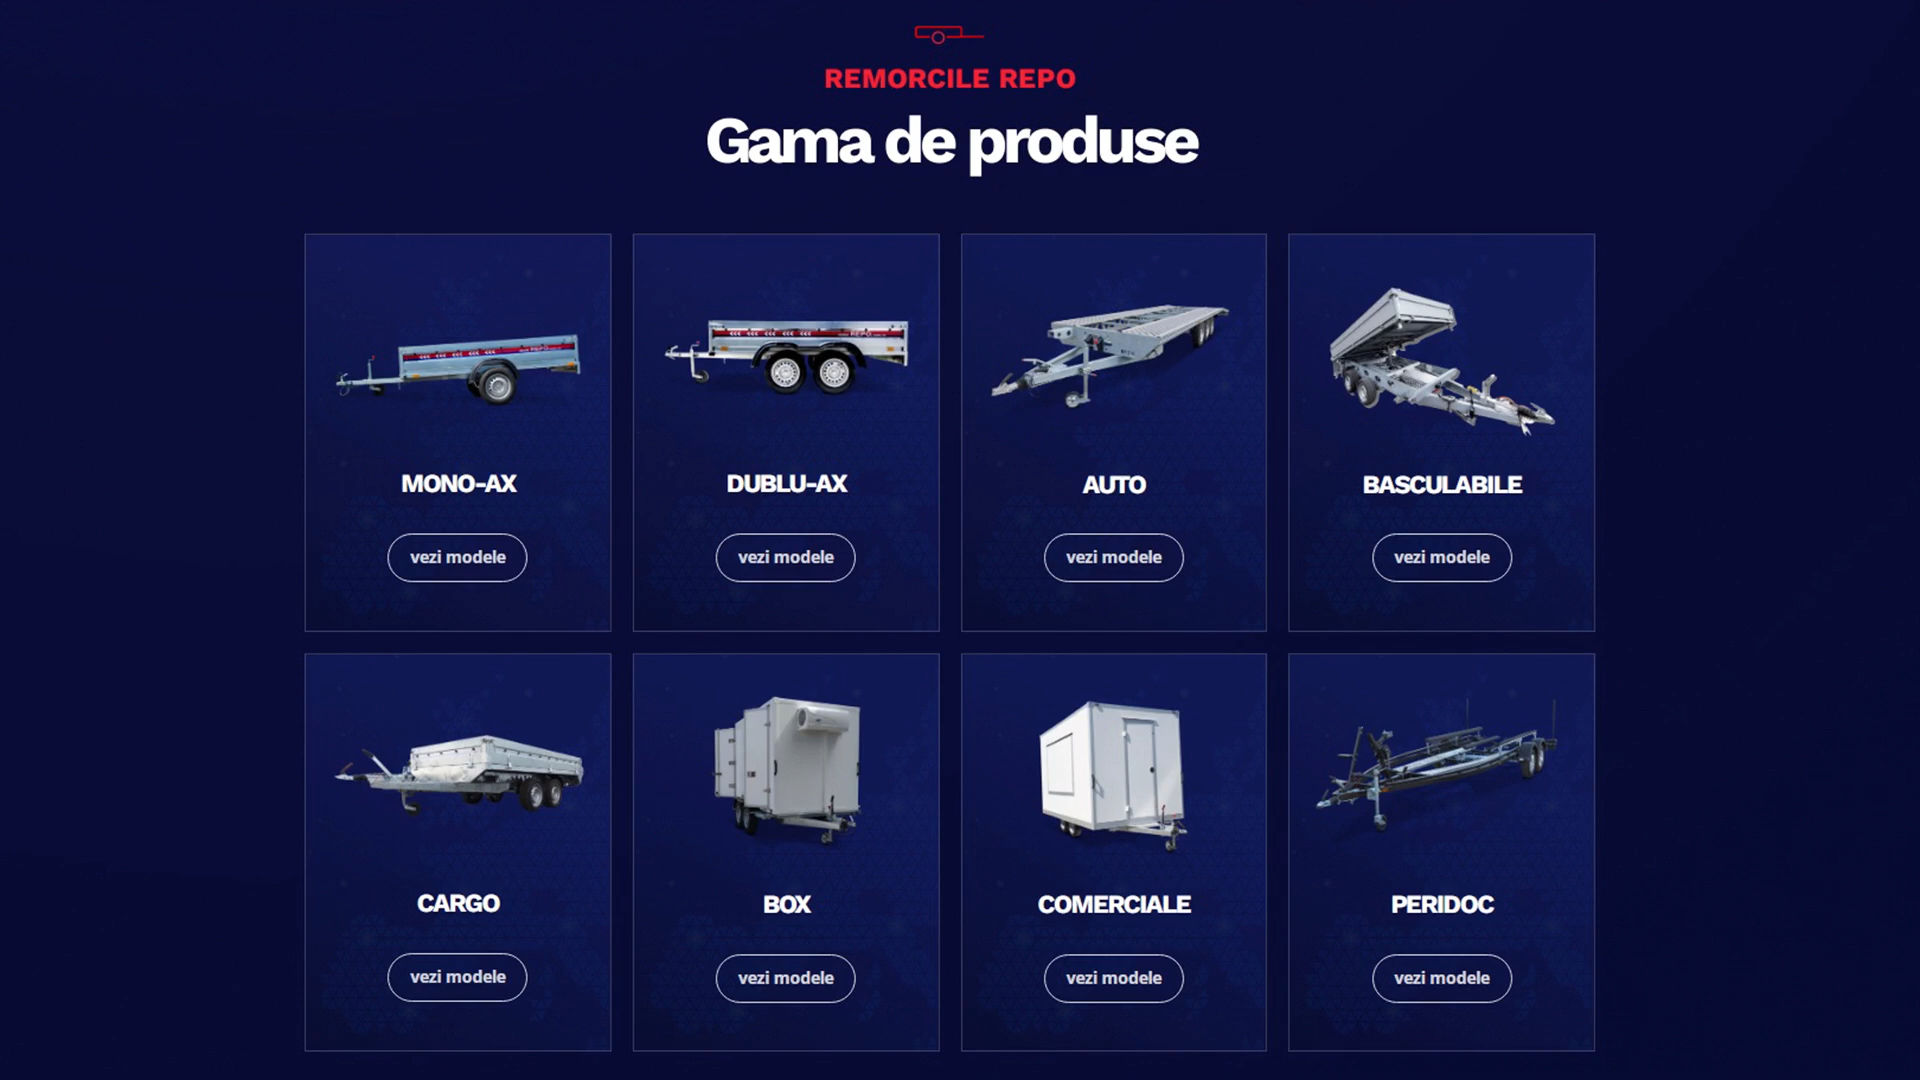 REMORCILE REPO
Gama de produse
MONO-AX
DUBLU-AX
AUTO
BASCULABILE
vezi modele
vezi modele
vezi modele
vezi modele
CARGO
BOX
COMERCIALE
PERIDOC
vezi modele
vezi modele
vezi modele
vezi modele